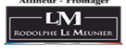 Affineur - Fromager
LM
RODOLPHE LE MEUNIER